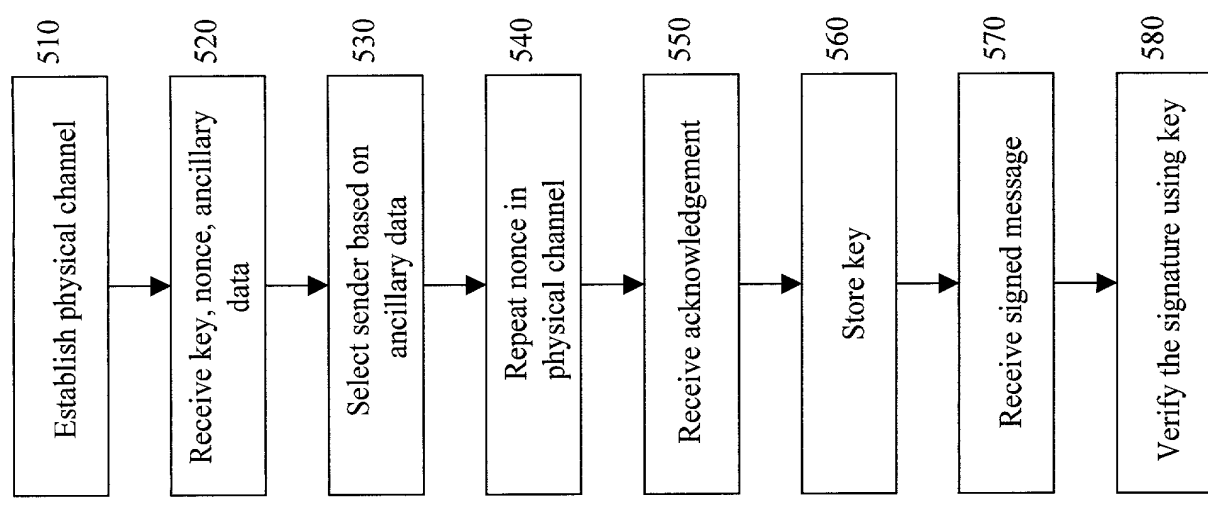 510
Establish physical channel
520
Receive key, nonce, ancillary
data
530
Select sender based on
ancillary data
540
Repeat nonce in
physical channel
550
Receive acknowledgement
560
Store key
570
Receive signed message
580
Verify the signature using key